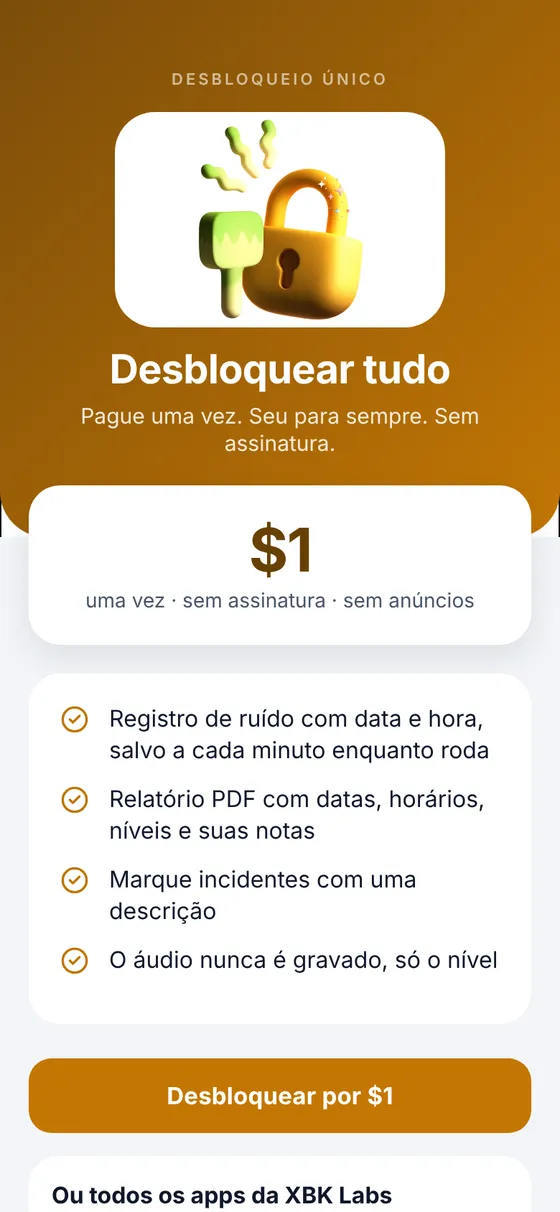 DESBLOQUEIO ÚNICO
Desbloquear tudo
Pague uma vez. Seu para sempre. Sem
assinatura.
$1
uma vez · sem assinatura · sem anúncios
Registro de ruído com data e hora,
salvo a cada minuto enquanto roda
Relatório PDF com datas, horários,
níveis e suas notas
Marque incidentes com uma
descrição
O áudio nunca é gravado, só o nível
Desbloquear por $1
Ou todos os apps da XBK Labs